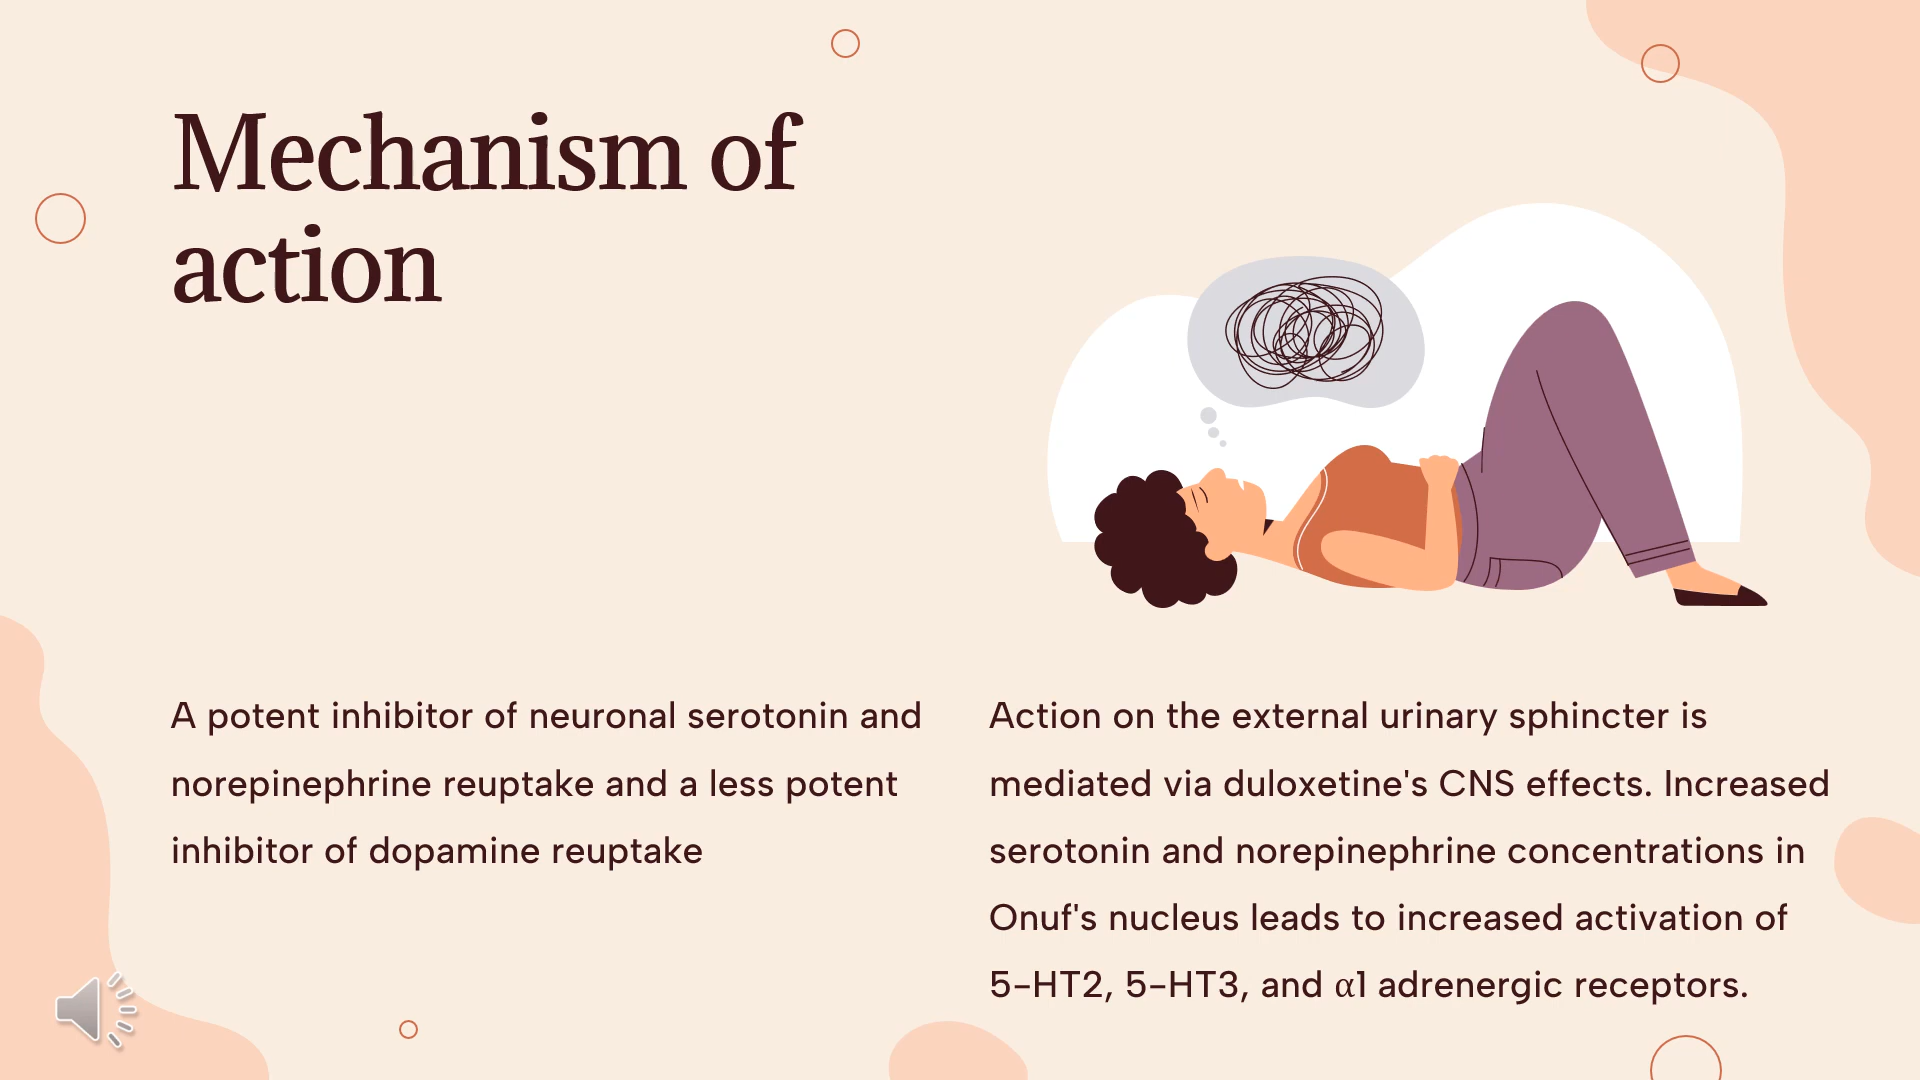 Mechanism of
action
A potent inhibitor of neuronal serotonin and
norepinephrine reuptake and a less potent
inhibitor of dopamine reuptake
Action on the external urinary sphincter is
mediated via duloxetine's CNS effects. Increased
serotonin and norepinephrine concentrations in
Onuf's nucleus leads to increased activation of
5-HT2, 5-HT3, and α1 adrenergic receptors.